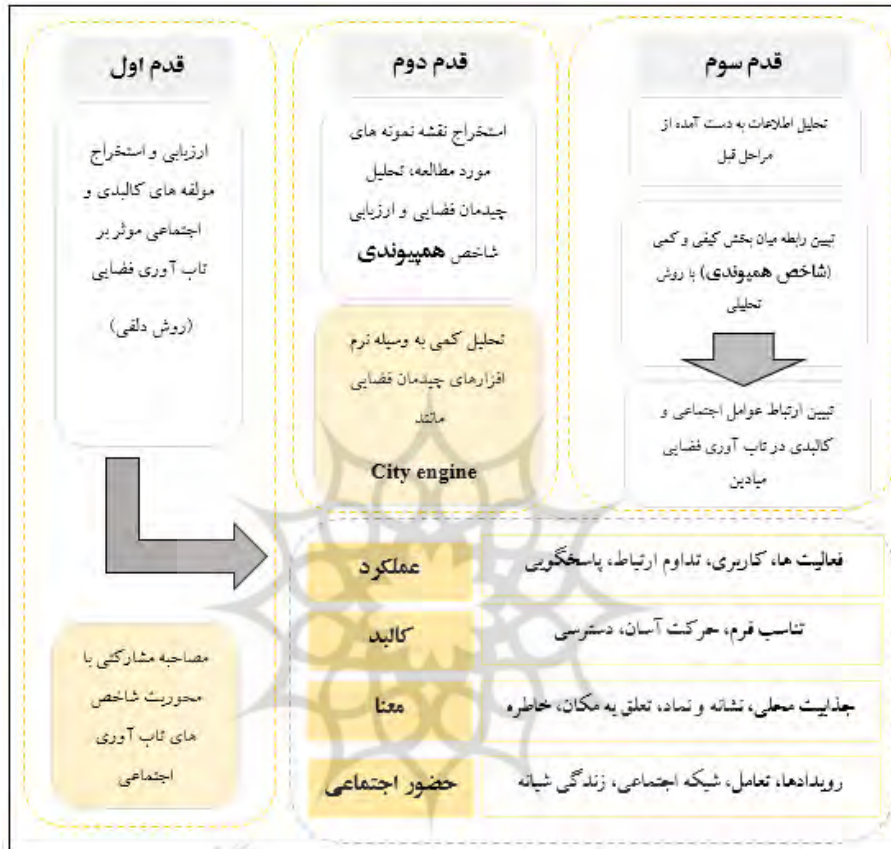 قدم اول
ارزیابی و استخراج
مولفه های کالبدی و
اجتماعی موثر بر
تاب آوری فضایی
(روش دلفی)
مصاحبه مشارکتی با
محوریت شاخص
های تاب آوری
اجتماعی
قدم دوم
استخراج نقشه نمونه های
مورد مطالعه، تحلیل
چیدمان فضایی و ارزیابی
شاخص همپیوندی
تحلیل کمی به وسیله نرم
افزارهای چیدمان فضایی
مانند
City engine
قدم سوم
تحلیل اطلاعات به دست آمده از
مراحل قبل
تبیین رابطه میان بخش کیفی و کمی
(شاخص همپیوندی) با روش
تحلیلی
تبیین ارتباط عوامل اجتماعی و
کالبدی در تاب آوری فضایی
میادین
عملکرد
فعالیت ها، کاربری، تداوم ارتباط، پاسخگویی
کالبد
تناسب فرم، حرکت آسان، دسترسی
معنا
جذابیت محلی، نشانه و نماد، تعلق به مکان، خاطره
حضور اجتماعی
رویدادها، تعامل، شبکه اجتماعی، زندگی شبانه